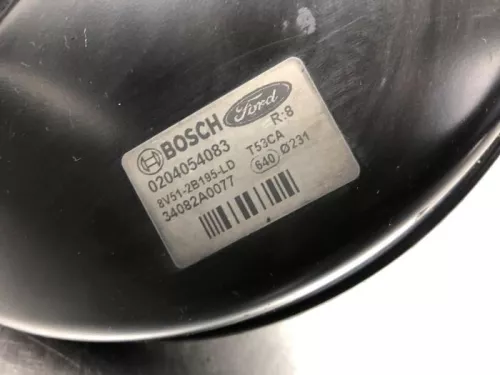 BOSCH Ford R:8
0204054083 T53CA
8V51-2B195-LD 640 Ø231
34082A0077